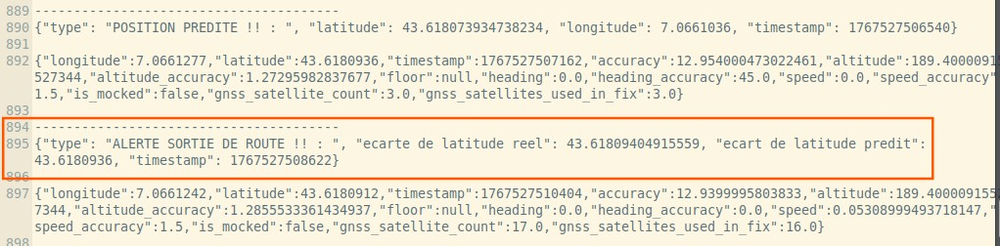 889 ----------------------------------------
890 {"type": "POSITION PREDITE !! : ", "latitude": 43.618073934738234, "longitude": 7.0661036, "timestamp": 1767527506540}
891
892 {"longitude":7.0661277,"latitude":43.6180936,"timestamp":1767527507162,"accuracy":12.954000473022461,"altitude":189.4000091
527344,"altitude_accuracy":1.27295982837677,"floor":null,"heading":0.0,"heading_accuracy":45.0,"speed":0.0,"speed_accuracy":
1.5,"is_mocked":false,"gnss_satellite_count":3.0,"gnss_satellites_used_in_fix":3.0}
893
894 ----------------------------------------
895 {"type": "ALERTE SORTIE DE ROUTE !! : ", "ecarte de latitude reel": 43.61809404915559, "ecart de latitude predit":
43.6180936, "timestamp": 1767527508622}
896
897 {"longitude":7.0661242,"latitude":43.6180912,"timestamp":1767527510404,"accuracy":12.9399995803833,"altitude":189.400009155
7344,"altitude_accuracy":1.2855533361434937,"floor":null,"heading":0.0,"heading_accuracy":0.0,"speed":0.05308999493718147,"
speed_accuracy":1.5,"is_mocked":false,"gnss_satellite_count":17.0,"gnss_satellites_used_in_fix":16.0}
898